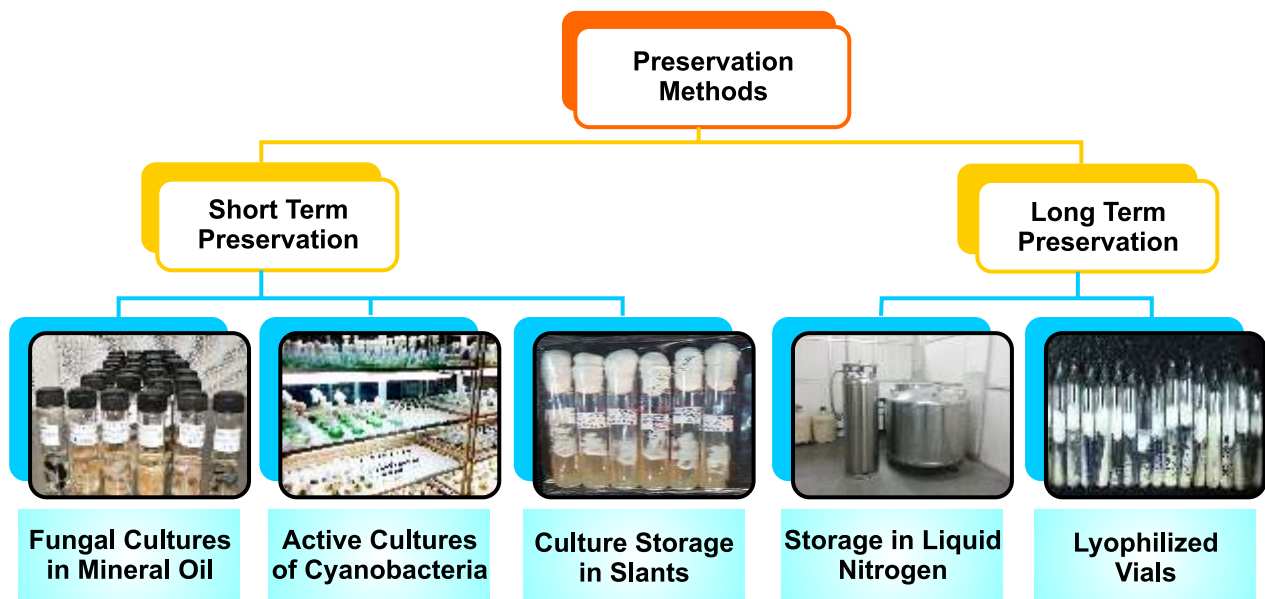 Preservation
Methods
Short Term
Preservation
Long Term
Preservation
Fungal Cultures
in Mineral Oil
Active Cultures
of Cyanobacteria
Culture Storage
in Slants
Storage in Liquid
Nitrogen
Lyophilized
Vials